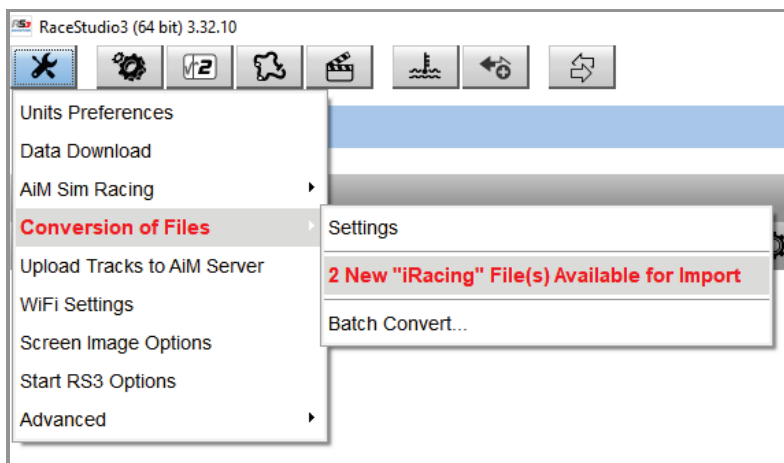 RS3 RaceStudio3 (64 bit) 3.32.10
√2
Units Preferences
Data Download
AiM Sim Racing
Conversion of Files
Upload Tracks to AiM Server
WiFi Settings
Screen Image Options
Start RS3 Options
Advanced
Settings
2 New "iRacing" File(s) Available for Import
Batch Convert...